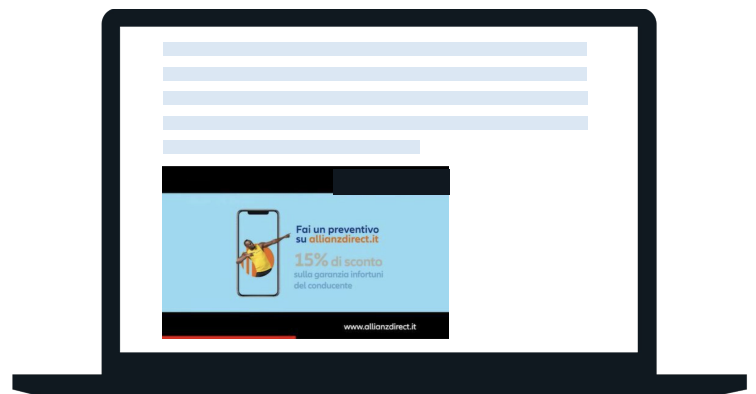 Fai un preventivo
su allianzdirect.it
15% di sconto
sulla garanzia infortuni
del conducente
www.allianzdirect.it